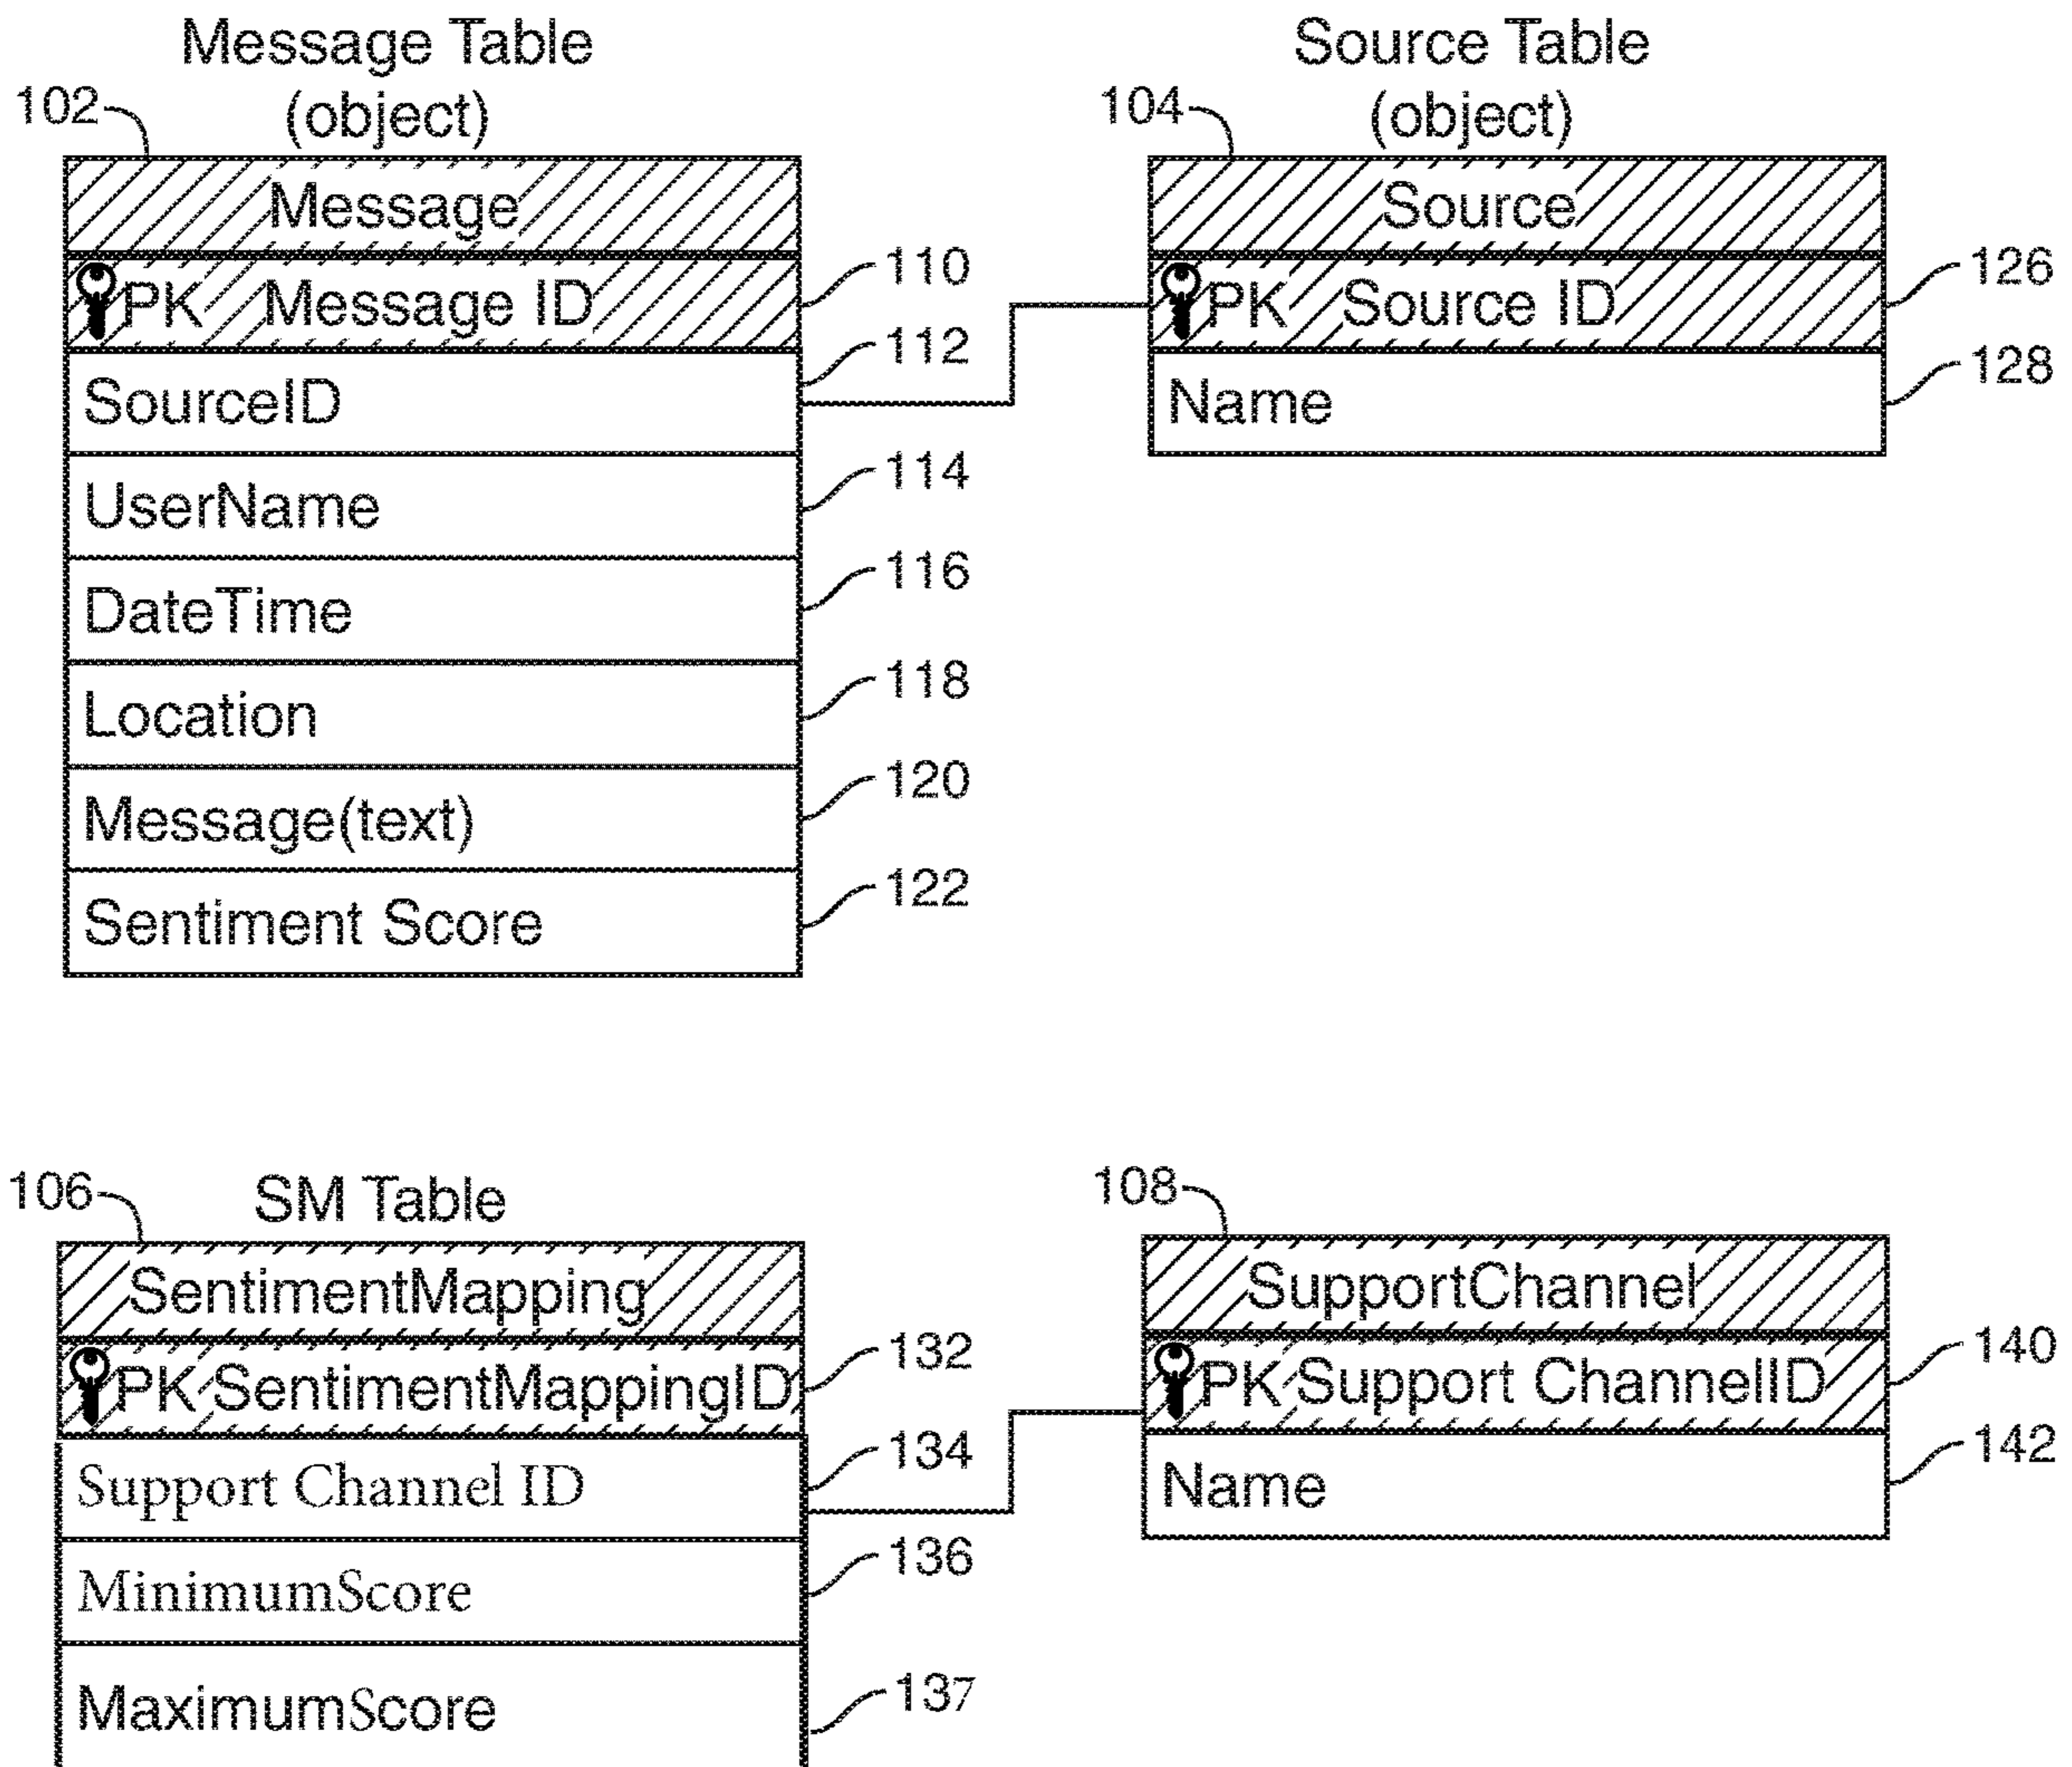 Message Table
(object)
102
Message
PK Message ID
110
SourceID
112
UserName
114
DateTime
116
Location
118
Message(text)
120
Sentiment Score
122
Source Table
(object)
104
Source
PK Source ID
126
Name
128
SM Table
106
SentimentMapping
PK SentimentMappingID
132
Support Channel ID
134
MinimumScore
136
MaximumScore
137
108
SupportChannel
PK Support ChannelID
140
Name
142